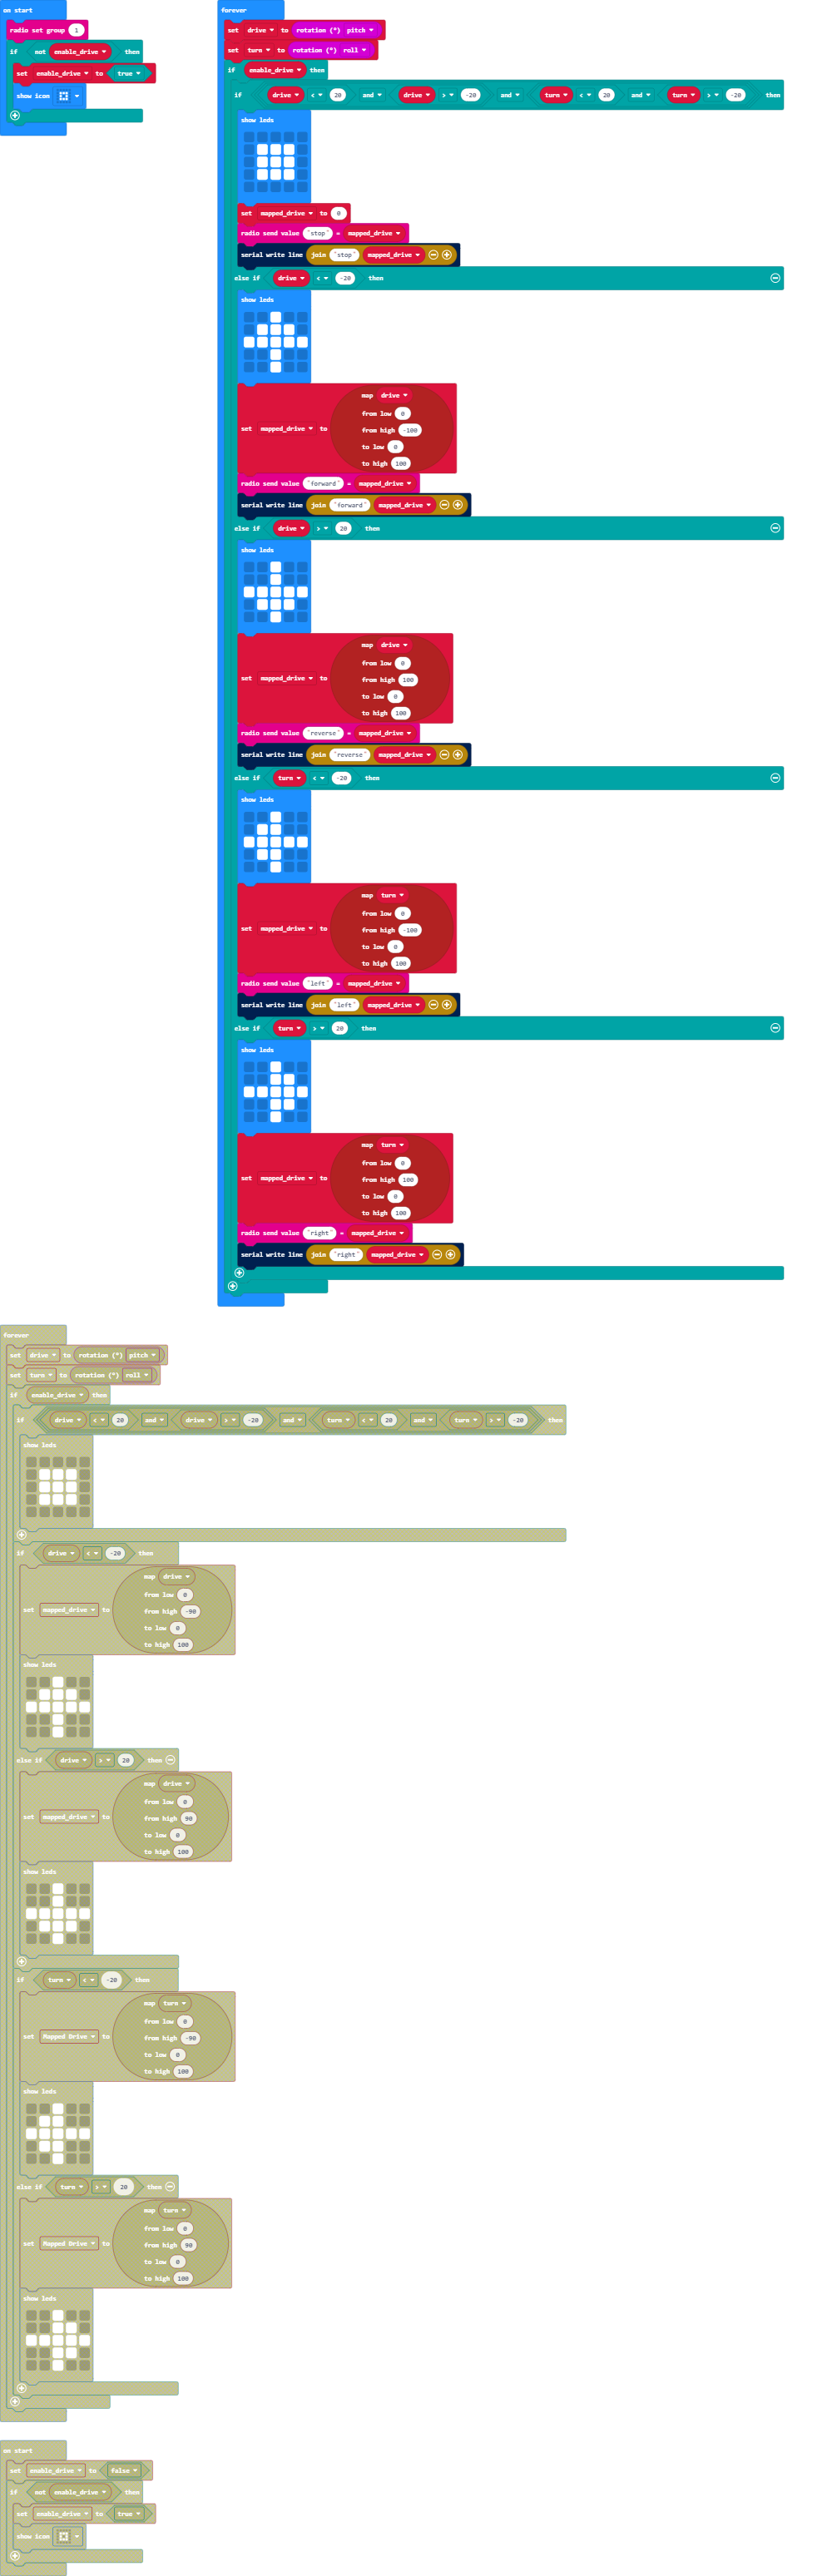 on start
radio set group 1
if not enable_drive then
set enable_drive to true
show icon
forever
set drive to rotation (°) pitch
set turn to rotation (°) roll
if enable_drive then
if drive < 20 and drive > -20 and turn < 20 and turn > -20 then
show leds
set mapped_drive to 0
radio send value "stop" = mapped_drive
serial write line join "stop" mapped_drive
else if drive < -20 then
show leds
map drive
from low 0
set mapped_drive to from high -100
to low 0
to high 100
radio send value "forward" = mapped_drive
serial write line join "forward" mapped_drive
else if drive > 20 then
show leds
map drive
from low 0
set mapped_drive to from high 100
to low 0
to high 100
radio send value "reverse" = mapped_drive
serial write line join "reverse" mapped_drive
else if turn < -20 then
show leds
map turn
from low 0
set mapped_drive to from high -100
to low 0
to high 100
radio send value "left" = mapped_drive
serial write line join "left" mapped_drive
else if turn > 20 then
show leds
map turn
from low 0
set mapped_drive to from high 100
to low 0
to high 100
radio send value "right" = mapped_drive
serial write line join "right" mapped_drive
forever
set drive to rotation (°) pitch
set turn to rotation (°) roll
if enable_drive then
if drive < 20 and drive > -20 and turn < 20 and turn > -20 then
show leds
if drive < -20 then
map drive
from low 0
set mapped_drive to from high -90
to low 0
to high 100
show leds
else if drive > 20 then
map drive
from low 0
set mapped_drive to from high 90
to low 0
to high 100
show leds
if turn < -20 then
map turn
from low 0
set Mapped Drive to from high -90
to low 0
to high 100
show leds
else if turn > 20 then
map turn
from low 0
set Mapped Drive to from high 90
to low 0
to high 100
show leds
on start
set enable_drive to false
if not enable_drive then
set enable_drive to true
show icon